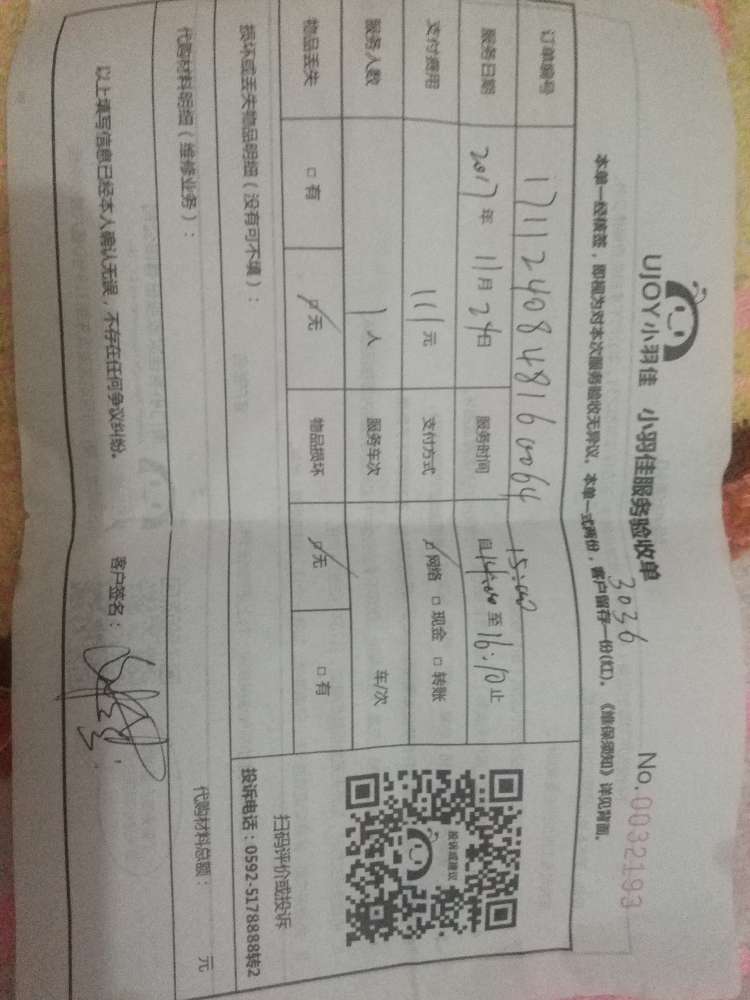 UJOY小羽佳 小羽佳服务验收单
3036
No.0032193
本单一经核签，即视为对本次服务验收无异议。本单一式两份，客户留存一份(红)。《维保须知》详见背面。
订单编号 1711240848160064
服务日期 2017年 11月 24日 服务时间 15:00 自14:00至16:10止
支付费用 111元 支付方式 ☑网络 □现金 □转账
服务人数 1人 服务车次 车/次
物品丢失 □有 ☑无 物品损坏 ☑无 □有
损坏或丢失物品明细（没有可不填）：
代购材料明细（维修业务）：
代购材料总额： 元
以上填写信息已经本人确认无误，不存在任何争议纠纷。 客户签名：
投诉或建议
扫码评价或投诉
投诉电话：0592-5178888转2